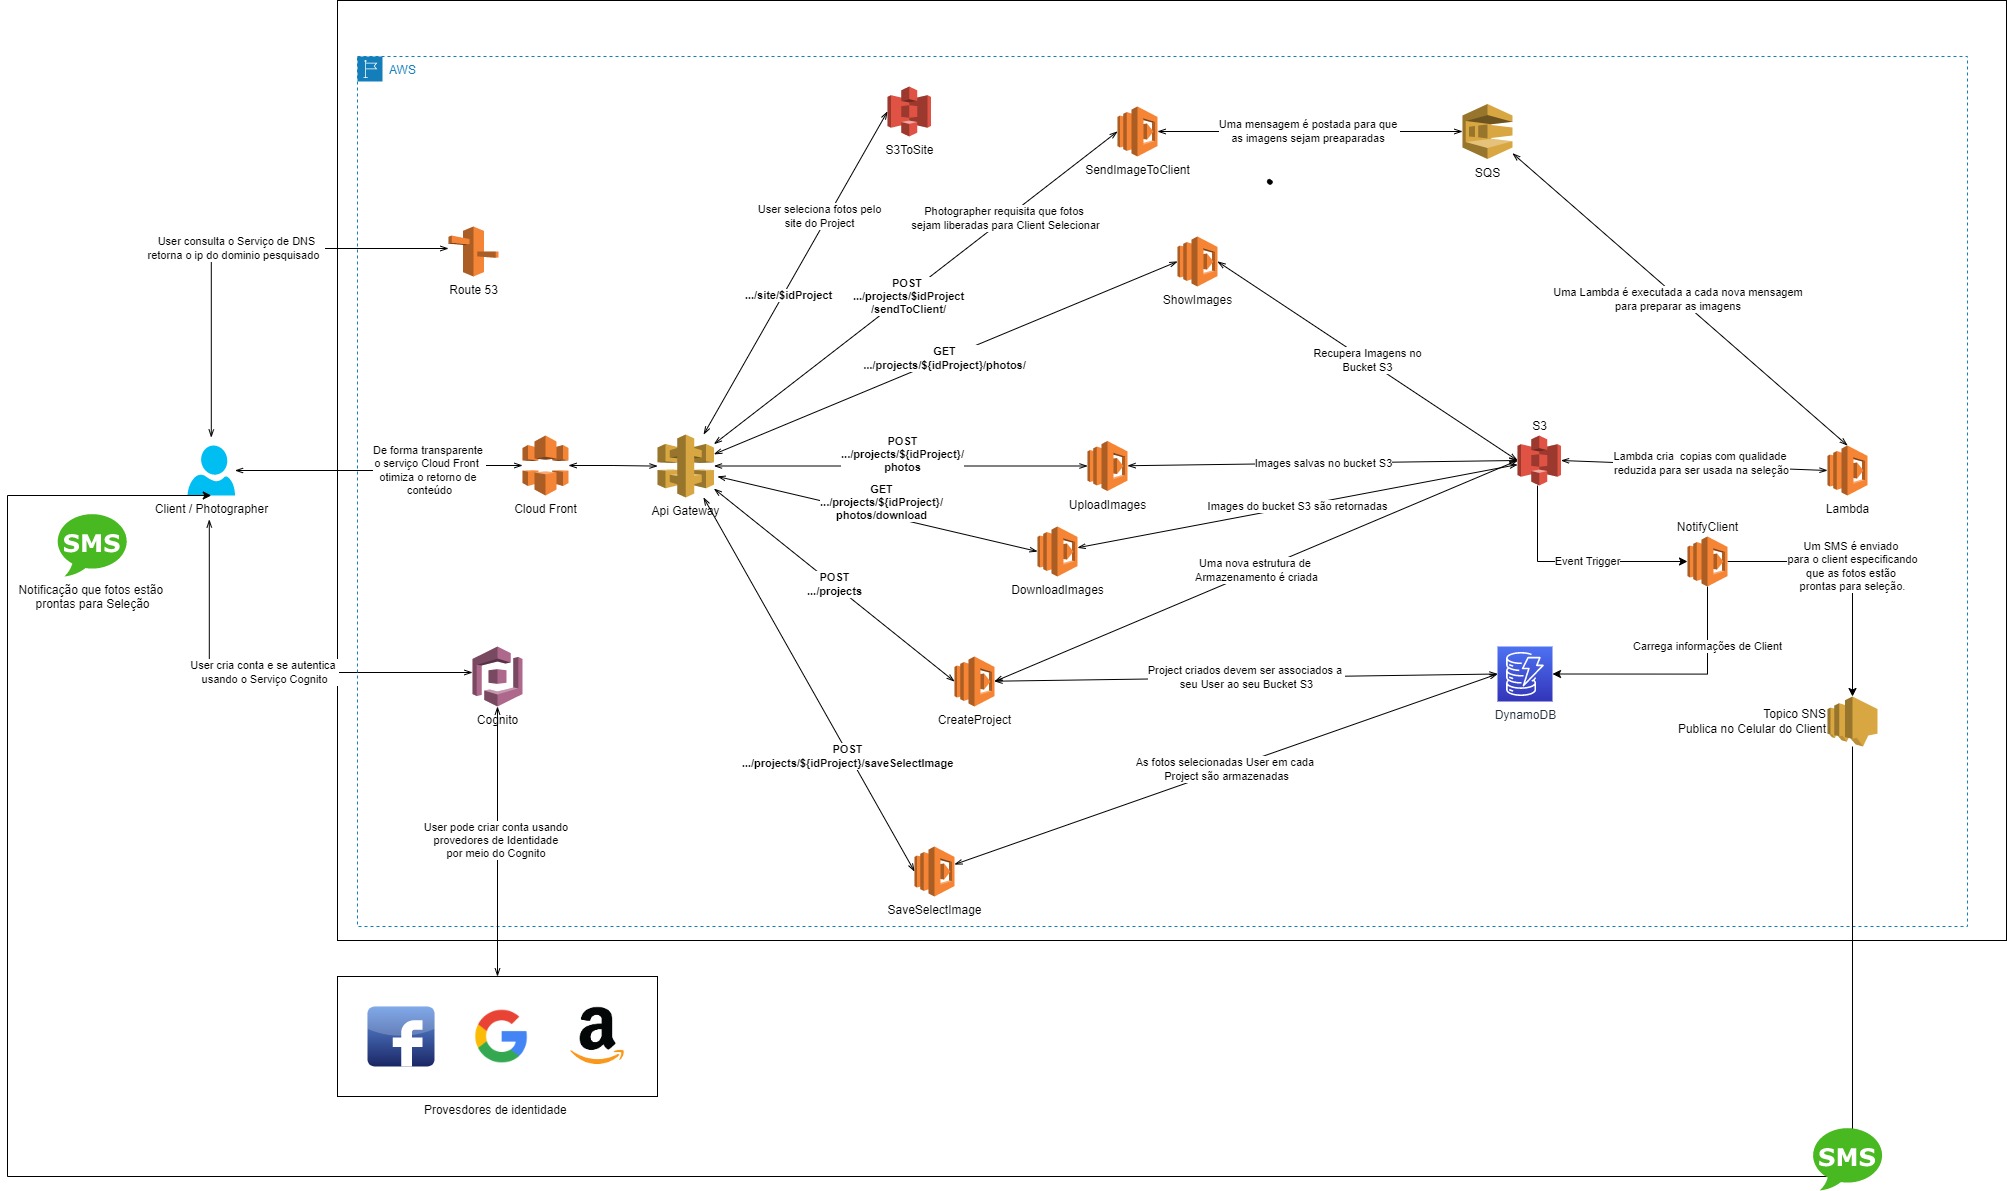 AWS
S3ToSite
SendImageToClient
Uma mensagem é postada para que
as imagens sejam preaparadas
SQS
User seleciona fotos pelo
site do Project
Photographer requisita que fotos
sejam liberadas para Client Selecionar
User consulta o Serviço de DNS
retorna o ip do dominio pesquisado
Route 53
.../site/$idProject
POST
.../projects/$idProject
/sendToClient/
ShowImages
Uma Lambda é executada a cada nova mensagem
para preparar as imagens
GET
.../projects/${idProject}/photos/
Recupera Imagens no
Bucket S3
S3
De forma transparente
o serviço Cloud Front
otimiza o retorno de
conteúdo
POST
.../projects/${idProject}/
photos
Images salvas no bucket S3
Lambda cria  copias com qualidade
reduzida para ser usada na seleção
Client / Photographer
Cloud Front
Api Gateway
GET
.../projects/${idProject}/
photos/download
UploadImages
Images do bucket S3 são retornadas
Lambda
SMS
Notificação que fotos estão
prontas para Seleção
NotifyClient
Event Trigger
Um SMS é enviado
para o client especificando
que as fotos estão
prontas para seleção.
DownloadImages
Uma nova estrutura de
Armazenamento é criada
POST
.../projects
User cria conta e se autentica
usando o Serviço Cognito
Cognito
CreateProject
Project criados devem ser associados a
seu User ao seu Bucket S3
Carrega informações de Client
DynamoDB
Topico SNS
Publica no Celular do Client
POST
.../projects/${idProject}/saveSelectImage
As fotos selecionadas User em cada
Project são armazenadas
User pode criar conta usando
provedores de Identidade
por meio do Cognito
SaveSelectImage
f
G
a
Provesdores de identidade
SMS